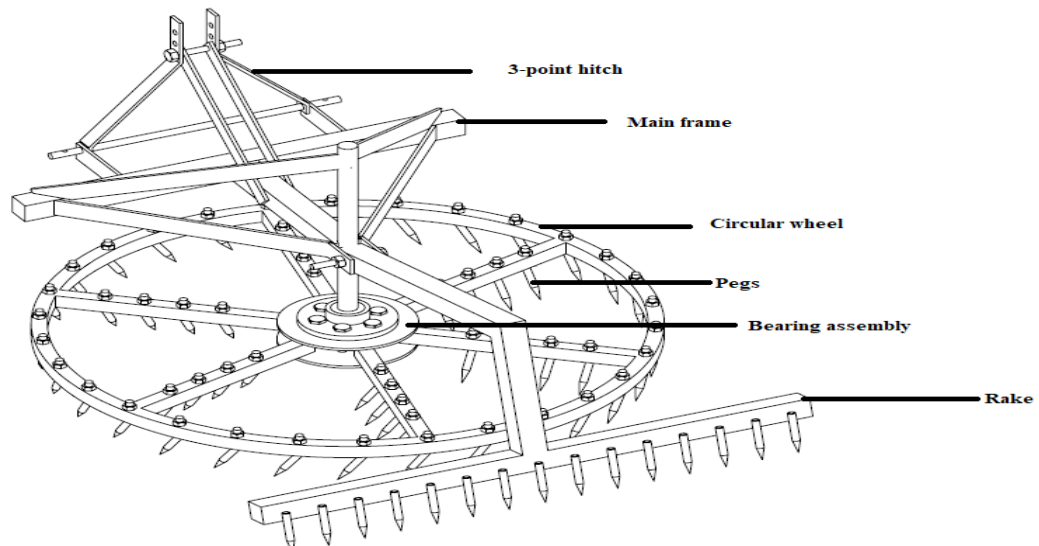 3-point hitch
Main frame
Circular wheel
Pegs
Bearing assembly
Rake